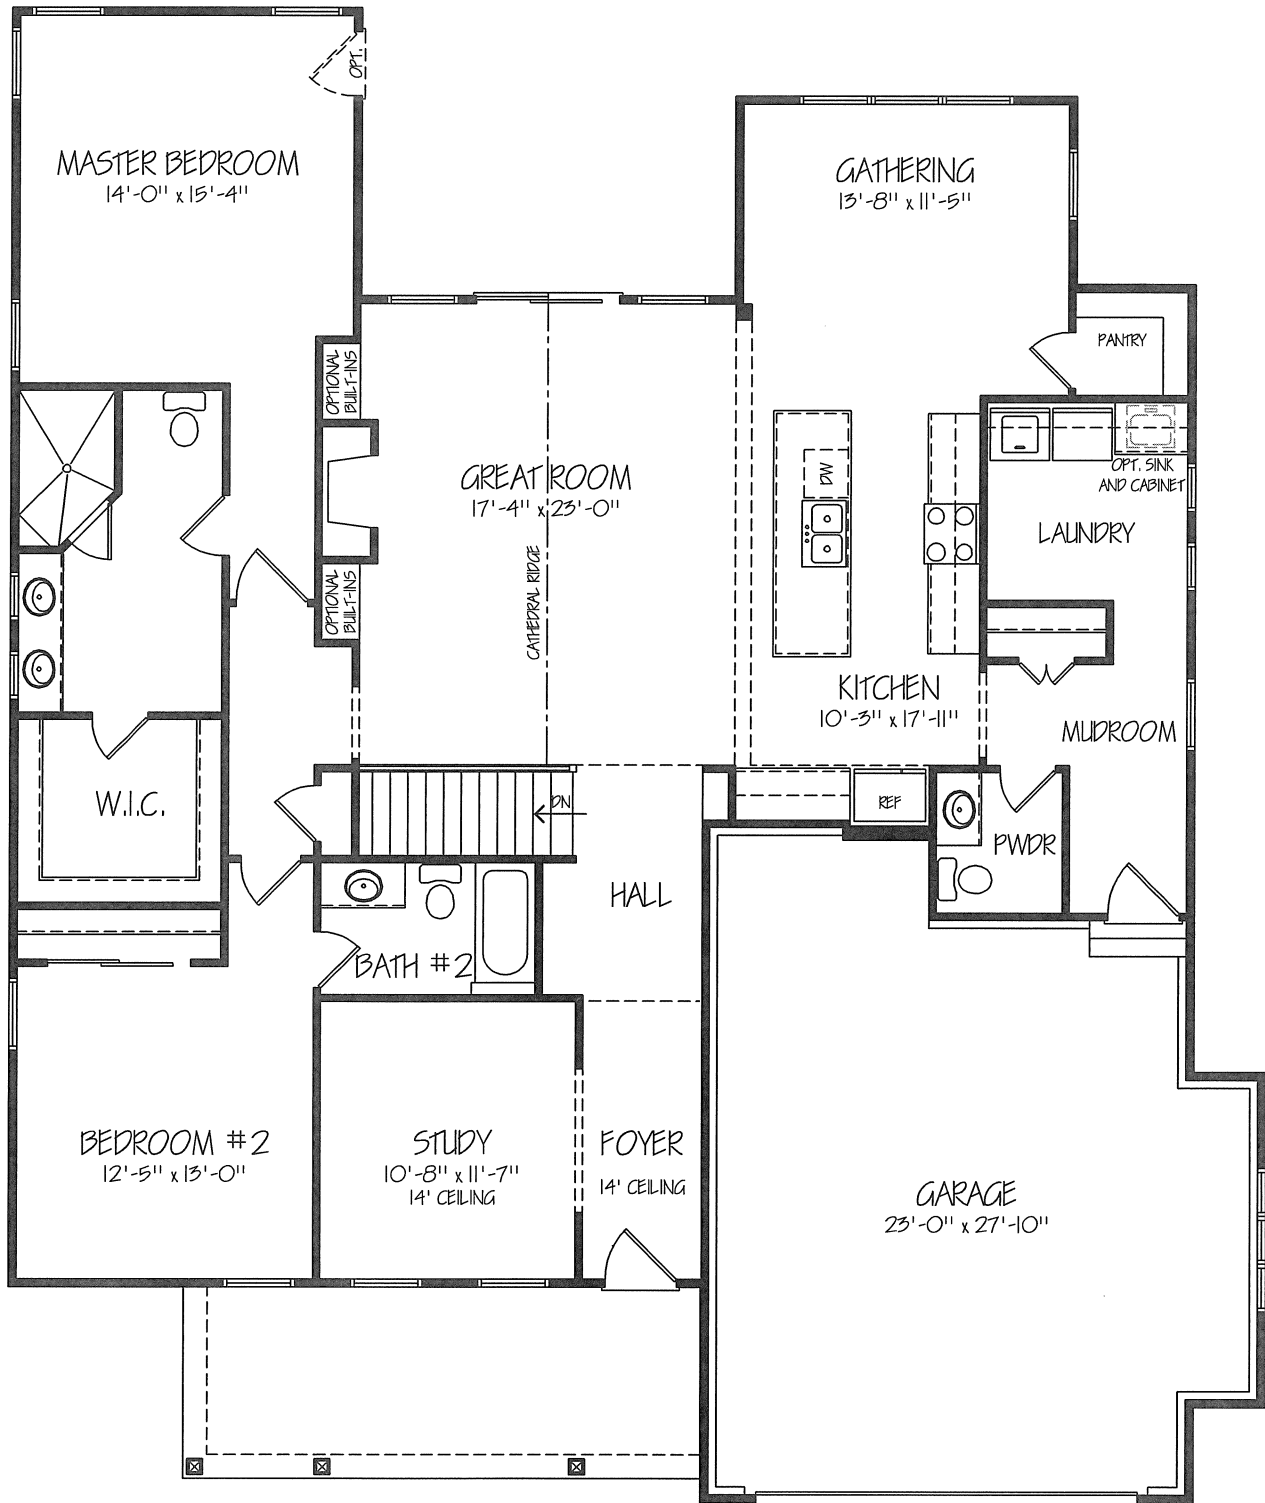 OPT.
MASTER BEDROOM
14'-0" x 15'-4"
GATHERING
13'-8" x 11'-5"
PANTRY
OPTIONAL
BUILT-INS
GREAT ROOM
17'-4" x 23'-0"
DW
OPT. SINK
AND CABINET
LAUNDRY
CATHEDRAL RIDGE
OPTIONAL
BUILT-INS
KITCHEN
10'-3" x 17'-11"
MUDROOM
W.I.C.
DN
REF
PWDR
HALL
BATH #2
BEDROOM #2
12'-5" x 13'-0"
STUDY
10'-8" x 11'-7"
14' CEILING
FOYER
14' CEILING
GARAGE
23'-0" x 27'-10"